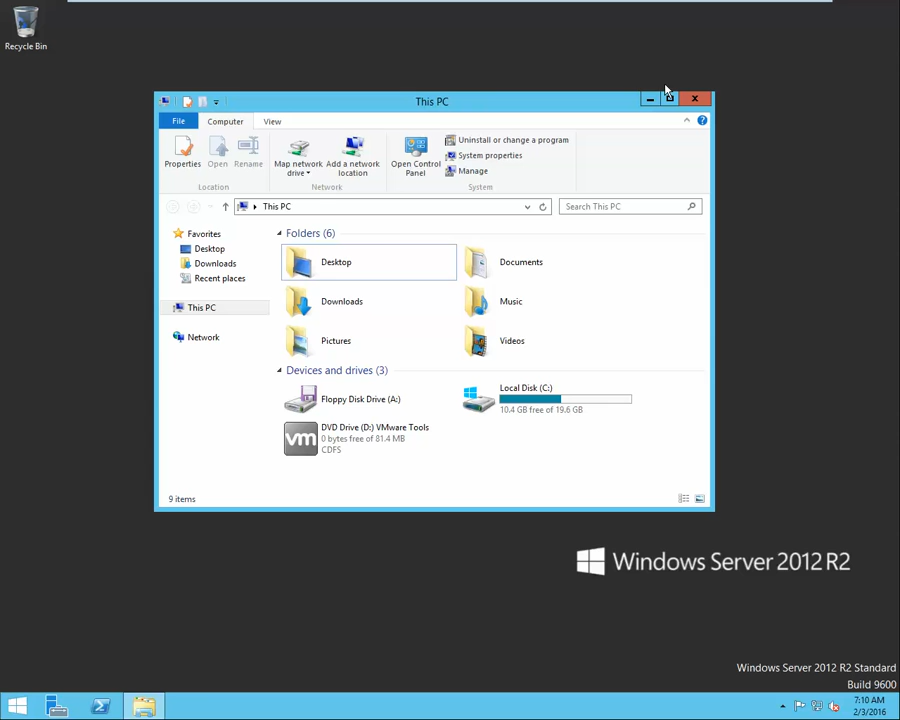 Recycle Bin
This PC
File
Computer
View
Properties
Open
Rename
Map network
drive
Add a network
location
Open Control
Panel
Uninstall or change a program
System properties
Manage
Location
Network
System
This PC
Search This PC
Favorites
Desktop
Downloads
Recent places
This PC
Network
Folders (6)
Desktop
Documents
Downloads
Music
Pictures
Videos
Devices and drives (3)
Floppy Disk Drive (A:)
Local Disk (C:)
10.4 GB free of 19.6 GB
vm
DVD Drive (D:) VMware Tools
0 bytes free of 81.4 MB
CDFS
9 items
Windows Server 2012 R2
Windows Server 2012 R2 Standard
Build 9600
7:10 AM
2/3/2016